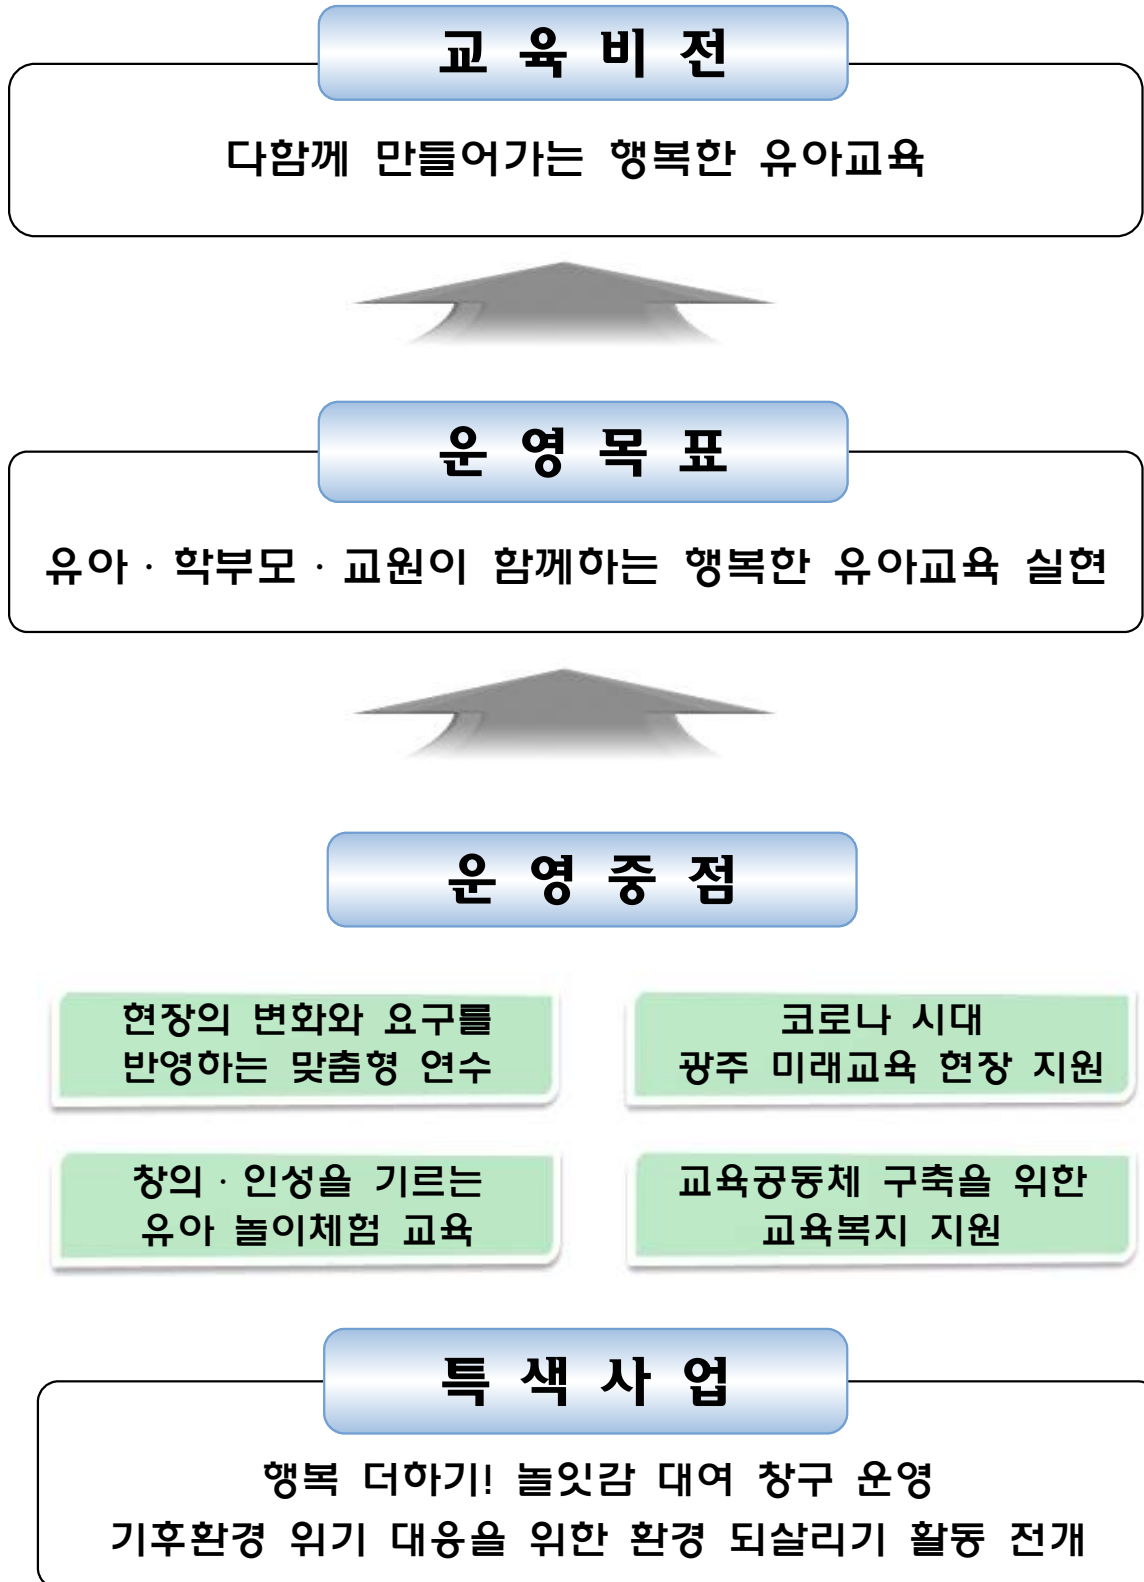 교 육 비 전
다함께 만들어가는 행복한 유아교육
운 영 목 표
유아 · 학부모 · 교원이 함께하는 행복한 유아교육 실현
운 영 중 점
현장의 변화와 요구를
반영하는 맞춤형 연수
코로나 시대
광주 미래교육 현장 지원
창의 · 인성을 기르는
유아 놀이체험 교육
교육공동체 구축을 위한
교육복지 지원
특 색 사 업
행복 더하기! 놀잇감 대여 창구 운영
기후환경 위기 대응을 위한 환경 되살리기 활동 전개